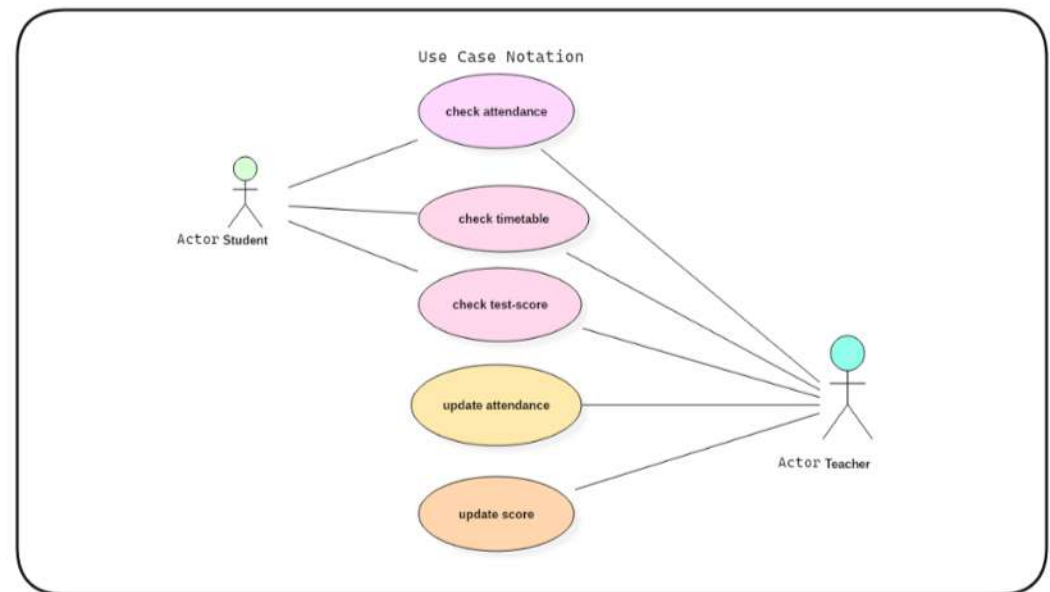 Use Case Notation
check attendance
check timetable
Actor Student
check test-score
update attendance
Actor Teacher
update score